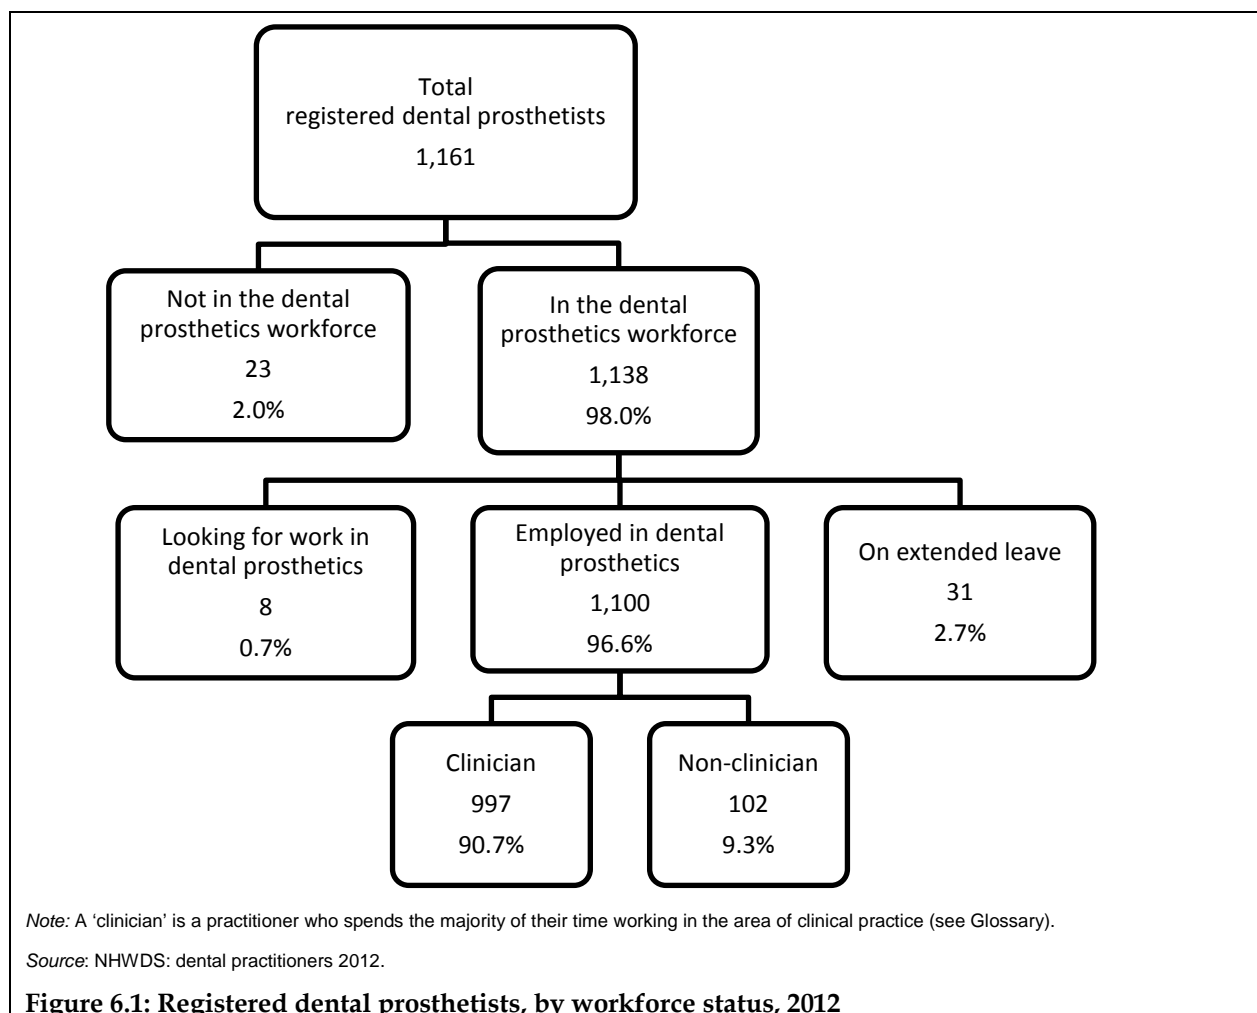 Total
registered dental prosthetists
1,161
Not in the dental
prosthetics workforce
23
2.0%
In the dental
prosthetics workforce
1,138
98.0%
Looking for work in
dental prosthetics
8
0.7%
Employed in dental
prosthetics
1,100
96.6%
On extended leave
31
2.7%
Clinician
997
90.7%
Non-clinician
102
9.3%
Note: A ‘clinician’ is a practitioner who spends the majority of their time working in the area of clinical practice (see Glossary).
Source: NHWDS: dental practitioners 2012.
Figure 6.1: Registered dental prosthetists, by workforce status, 2012